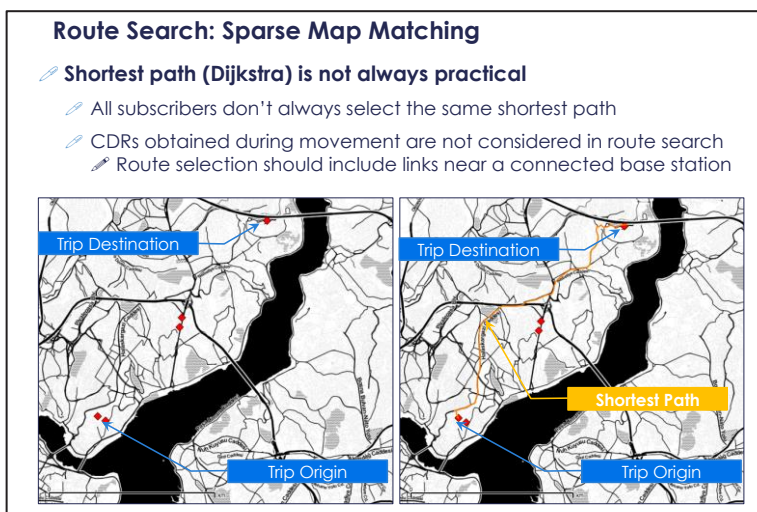 Route Search: Sparse Map Matching
Shortest path (Dijkstra) is not always practical
All subscribers don't always select the same shortest path
CDRs obtained during movement are not considered in route search
Route selection should include links near a connected base station
Trip Destination
Trip Origin
Trip Destination
Shortest Path
Trip Origin